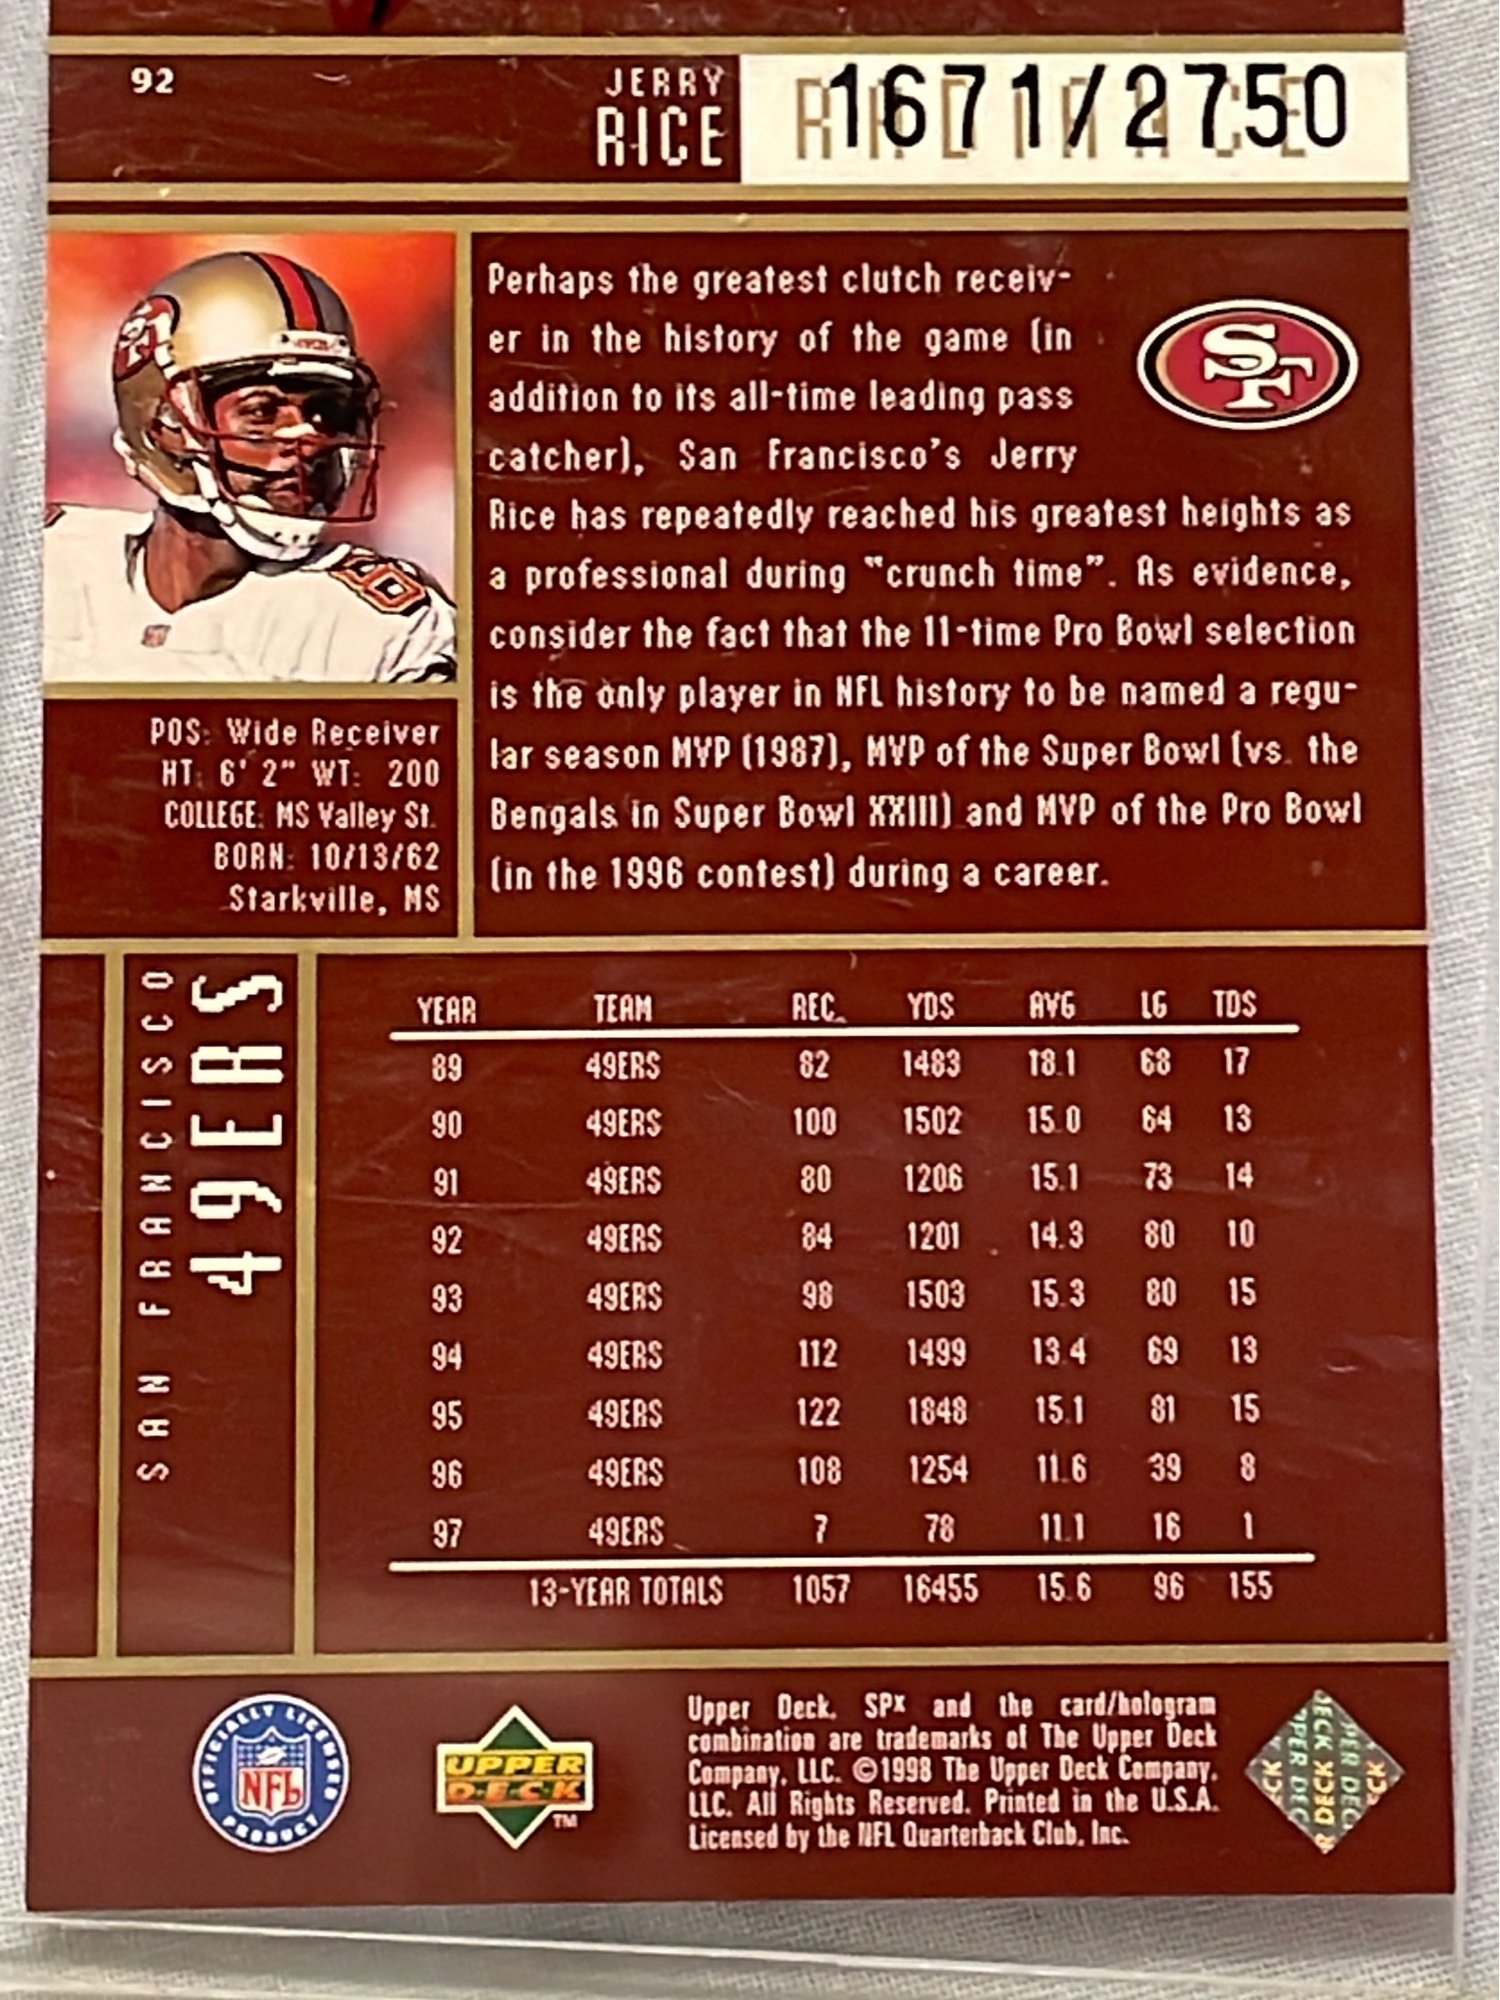 92
JERRY
RICE
RADIANCE
1671/2750
Perhaps the greatest clutch receiv-
er in the history of the game (in
addition to its all-time leading pass
catcher), San Francisco's Jerry
Rice has repeatedly reached his greatest heights as
a professional during "crunch time". As evidence,
consider the fact that the 11-time Pro Bowl selection
is the only player in NFL history to be named a regu-
lar season MVP (1987), MVP of the Super Bowl (vs. the
Bengals in Super Bowl XXIII) and MVP of the Pro Bowl
(in the 1996 contest) during a career.
SF
POS: Wide Receiver
HT: 6' 2" WT: 200
COLLEGE: MS Valley St.
BORN: 10/13/62
Starkville, MS
SAN FRANCISCO
49ERS
YEAR TEAM REC. YDS AVG LG TDS
89 49ERS 82 1483 18.1 68 17
90 49ERS 100 1502 15.0 64 13
91 49ERS 80 1206 15.1 73 14
92 49ERS 84 1201 14.3 80 10
93 49ERS 98 1503 15.3 80 15
94 49ERS 112 1499 13.4 69 13
95 49ERS 122 1848 15.1 81 15
96 49ERS 108 1254 11.6 39 8
97 49ERS 7 78 11.1 16 1
13-YEAR TOTALS 1057 16455 15.6 96 155
OFFICIALLY LICENSED
NFL
PRODUCT
UPPER
DECK
TM
Upper Deck, SPx and the card/hologram
combination are trademarks of The Upper Deck
Company, LLC. ©1998 The Upper Deck Company,
LLC. All Rights Reserved. Printed in the U.S.A.
Licensed by the NFL Quarterback Club, Inc.